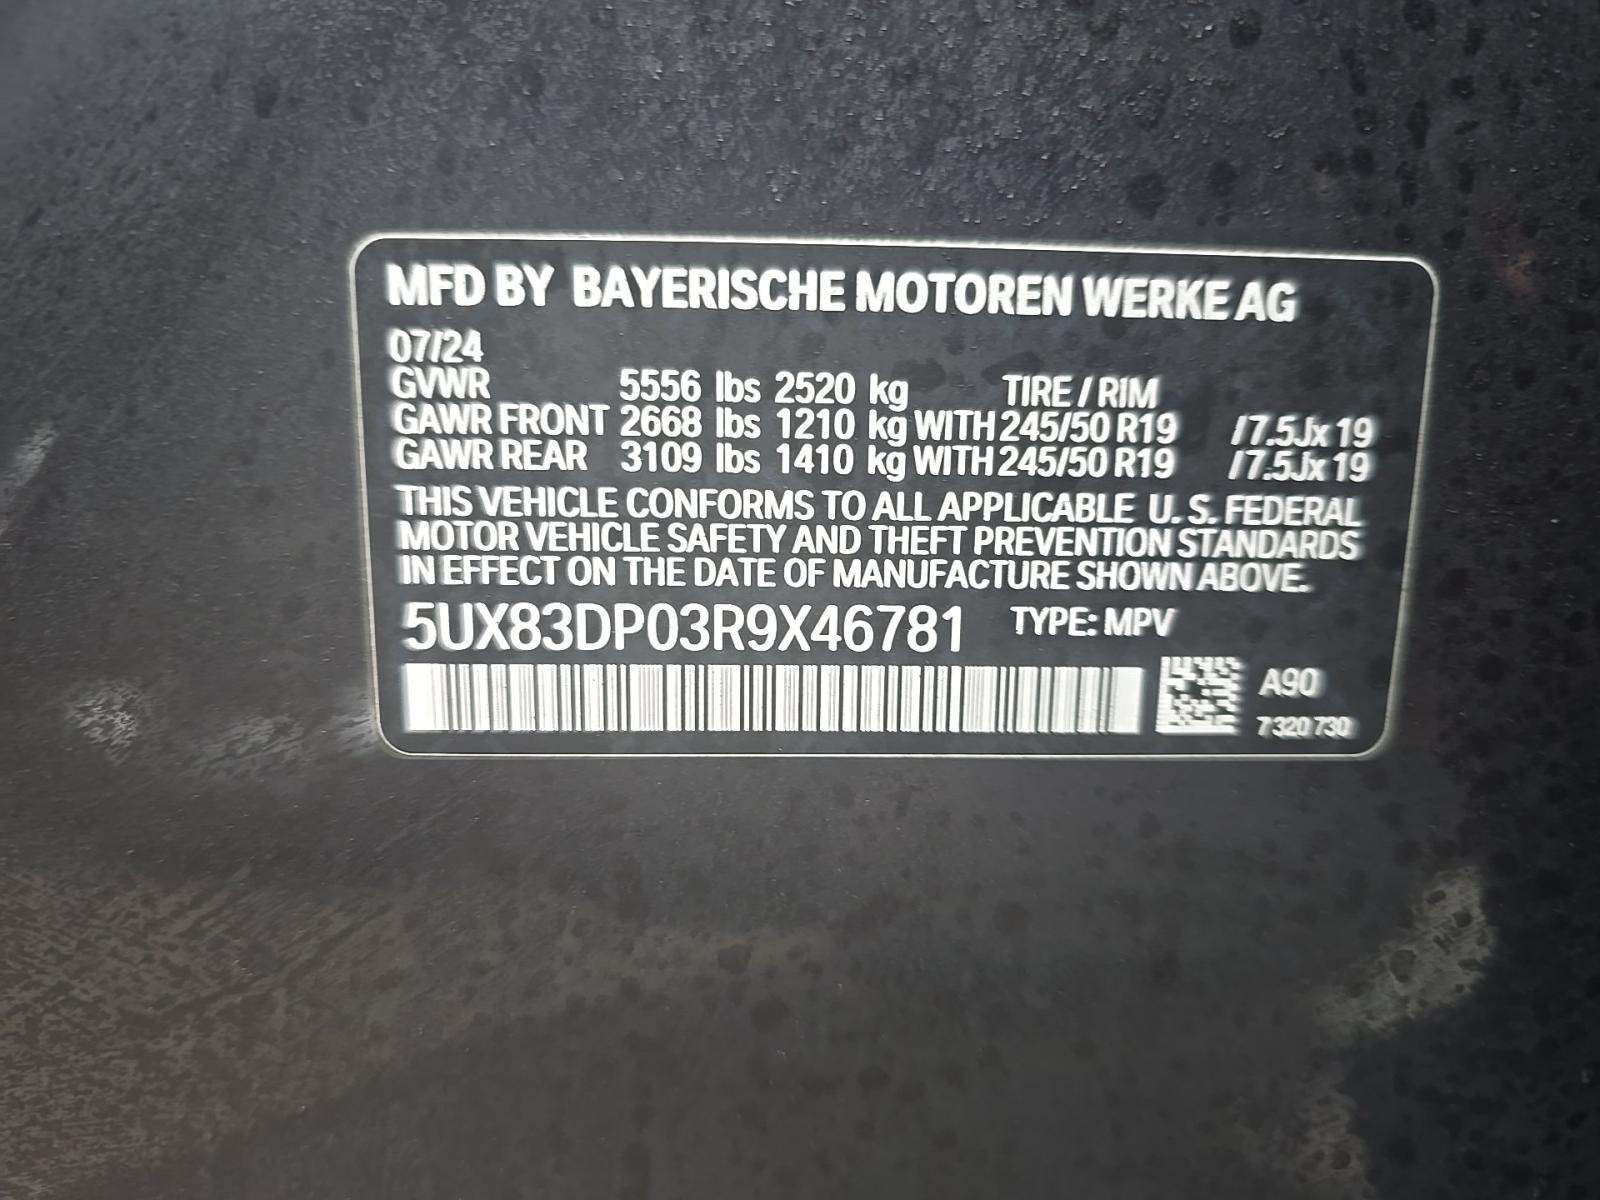 MFD BY BAYERISCHE MOTOREN WERKE AG
07/24
GVWR 5556 lbs 2520 kg TIRE / RIM
GAWR FRONT 2668 lbs 1210 kg WITH 245/50 R19 / 7.5Jx 19
GAWR REAR 3109 lbs 1410 kg WITH 245/50 R19 / 7.5Jx 19
THIS VEHICLE CONFORMS TO ALL APPLICABLE U. S. FEDERAL
MOTOR VEHICLE SAFETY AND THEFT PREVENTION STANDARDS
IN EFFECT ON THE DATE OF MANUFACTURE SHOWN ABOVE.
5UX83DP03R9X46781 TYPE: MPV
A90
7 320 730